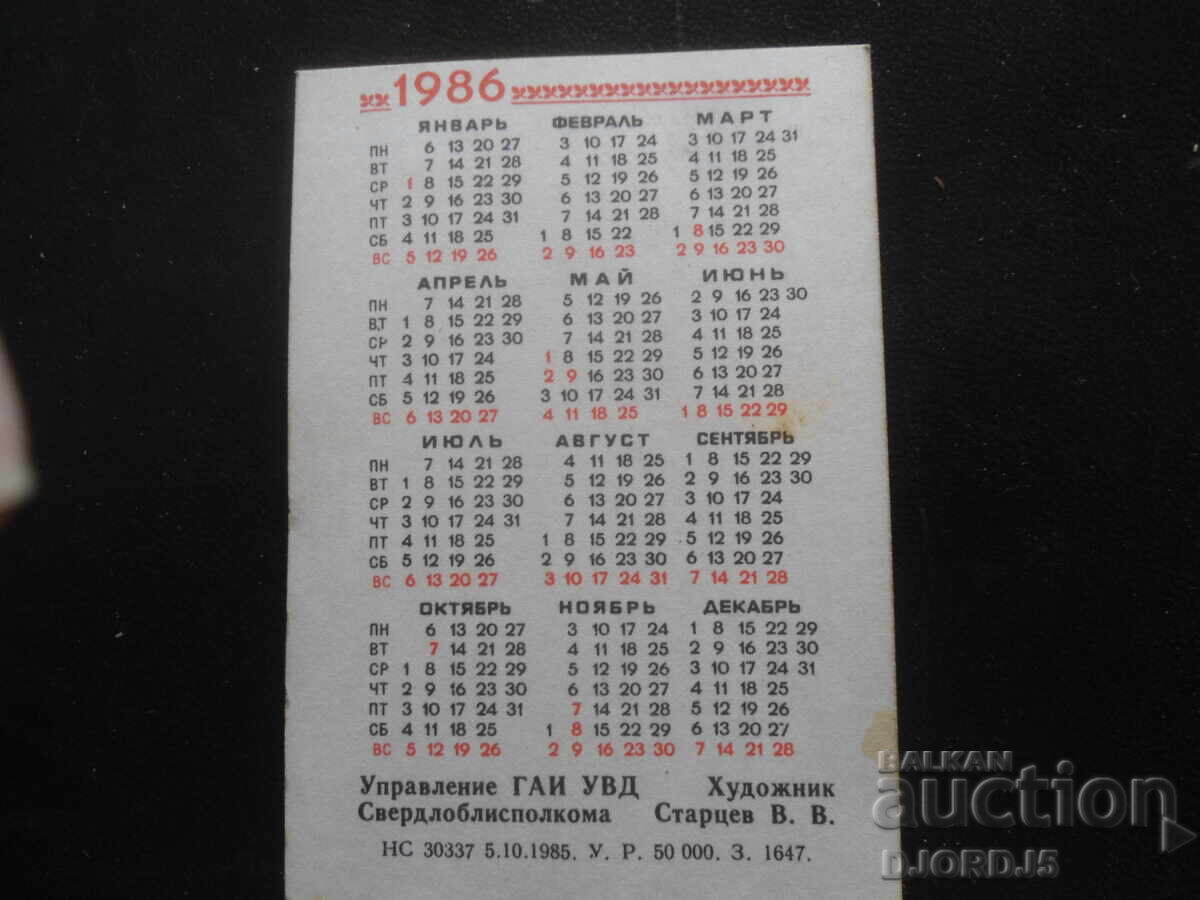 1986
ЯНВАРЬ ФЕВРАЛЬ МАРТ
ПН 6 13 20 27 3 10 17 24 3 10 17 24 31
ВТ 7 14 21 28 4 11 18 25 4 11 18 25
СР 1 8 15 22 29 5 12 19 26 5 12 19 26
ЧТ 2 9 16 23 30 6 13 20 27 6 13 20 27
ПТ 3 10 17 24 31 7 14 21 28 7 14 21 28
СБ 4 11 18 25 1 8 15 22 1 8 15 22 29
ВС 5 12 19 26 2 9 16 23 2 9 16 23 30
АПРЕЛЬ МАЙ ИЮНЬ
ПН 7 14 21 28 5 12 19 26 2 9 16 23 30
В,Т 1 8 15 22 29 6 13 20 27 3 10 17 24
СР 2 9 16 23 30 7 14 21 28 4 11 18 25
ЧТ 3 10 17 24 1 8 15 22 29 5 12 19 26
ПТ 4 11 18 25 2 9 16 23 30 6 13 20 27
СБ 5 12 19 26 3 10 17 24 31 7 14 21 28
ВС 6 13 20 27 4 11 18 25 1 8 15 22 29
ИЮЛЬ АВГУСТ СЕНТЯБРЬ
ПН 7 14 21 28 4 11 18 25 1 8 15 22 29
ВТ 1 8 15 22 29 5 12 19 26 2 9 16 23 30
СР 2 9 16 23 30 6 13 20 27 3 10 17 24
ЧТ 3 10 17 24 31 7 14 21 28 4 11 18 25
ПТ 4 11 18 25 1 8 15 22 29 5 12 19 26
СБ 5 12 19 26 2 9 16 23 30 6 13 20 27
ВС 6 13 20 27 3 10 17 24 31 7 14 21 28
ОКТЯБРЬ НОЯБРЬ ДЕКАБРЬ
ПН 6 13 20 27 3 10 17 24 1 8 15 22 29
ВТ 7 14 21 28 4 11 18 25 2 9 16 23 30
СР 1 8 15 22 29 5 12 19 26 3 10 17 24 31
ЧТ 2 9 16 23 30 6 13 20 27 4 11 18 25
ПТ 3 10 17 24 31 7 14 21 28 5 12 19 26
СБ 4 11 18 25 1 8 15 22 29 6 13 20 27
ВС 5 12 19 26 2 9 16 23 30 7 14 21 28
Управление ГАИ УВД Художник
Свердлоблисполкома Старцев В. В.
НС 30337 5.10.1985. У. Р. 50 000. З. 1647.
BALKAN
auction
DJORDJ5